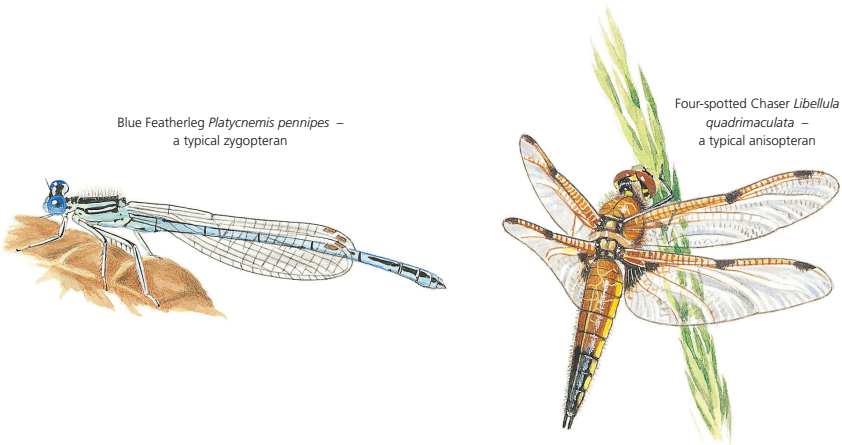 Blue Featherleg Platycnemis pennipes –
a typical zygopteran
Four-spotted Chaser Libellula
quadrimaculata –
a typical anisopteran